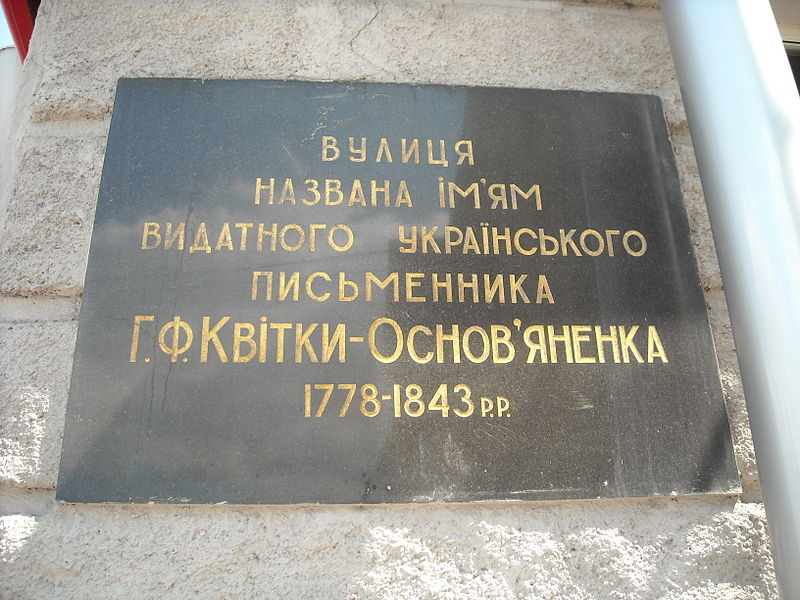 ВУЛИЦЯ
НАЗВАНА ІМ'ЯМ
ВИДАТНОГО УКРАЇНСЬКОГО
ПИСЬМЕННИКА
Г.Ф.КВІТКИ-ОСНОВ'ЯНЕНКА
1778-1843 Р.Р.